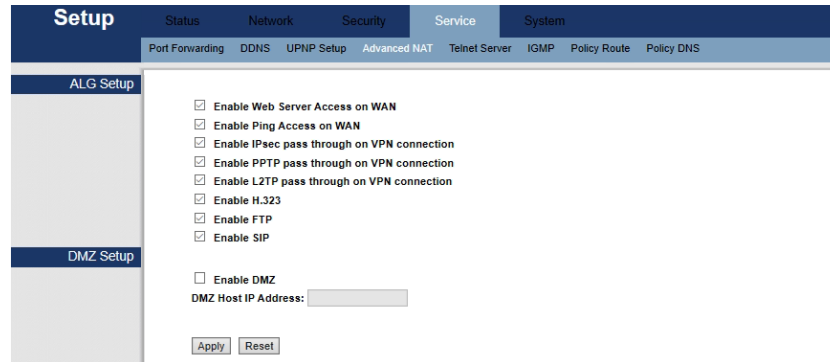 Setup
Status Network Security Service System
Port Forwarding DDNS UPNP Setup Advanced NAT Telnet Server IGMP Policy Route Policy DNS
ALG Setup
Enable Web Server Access on WAN
Enable Ping Access on WAN
Enable IPsec pass through on VPN connection
Enable PPTP pass through on VPN connection
Enable L2TP pass through on VPN connection
Enable H.323
Enable FTP
Enable SIP
DMZ Setup
Enable DMZ
DMZ Host IP Address:
Apply Reset